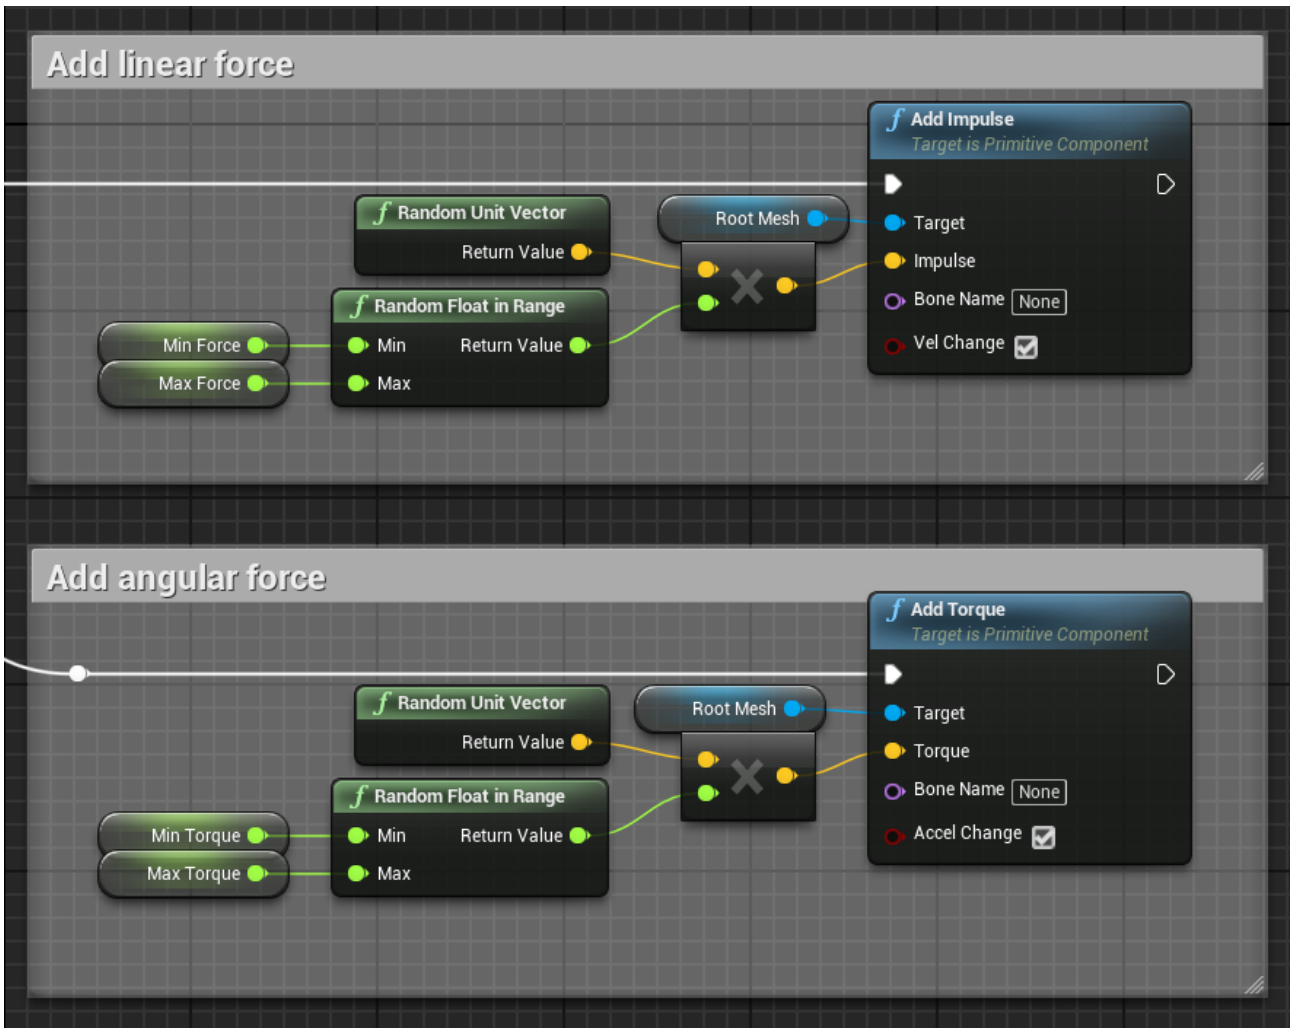 Add linear force
f Add Impulse
Target is Primitive Component
f Random Unit Vector
Return Value
Root Mesh
Target
Impulse
f Random Float in Range
Min Force
Min
Return Value
Max Force
Max
Bone Name None
Vel Change
Add angular force
f Add Torque
Target is Primitive Component
f Random Unit Vector
Return Value
Root Mesh
Target
Torque
f Random Float in Range
Min Torque
Min
Return Value
Max Torque
Max
Bone Name None
Accel Change